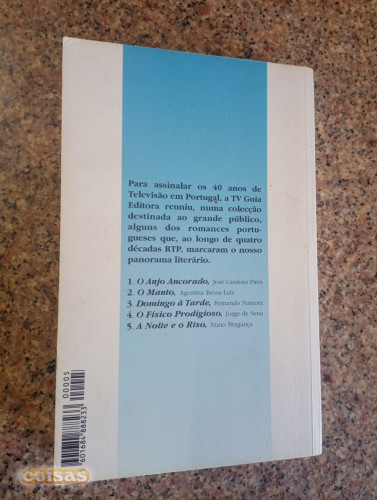 Para assinalar os 40 anos de
Televisão em Portugal, a TV Guia
Editora reuniu, numa colecção
destinada ao grande público,
alguns dos romances portu-
gueses que, ao longo de quatro
décadas RTP, marcaram o nosso
panorama literário.
1. O Anjo Ancorado, José Cardoso Pires
2. O Manto, Agustina Bessa-Luís
3. Domingo à Tarde, Fernando Namora
4. O Físico Prodigioso, Jorge de Sena
5. A Noite e o Riso, Nuno Bragança
00005
5601684888233
coisas